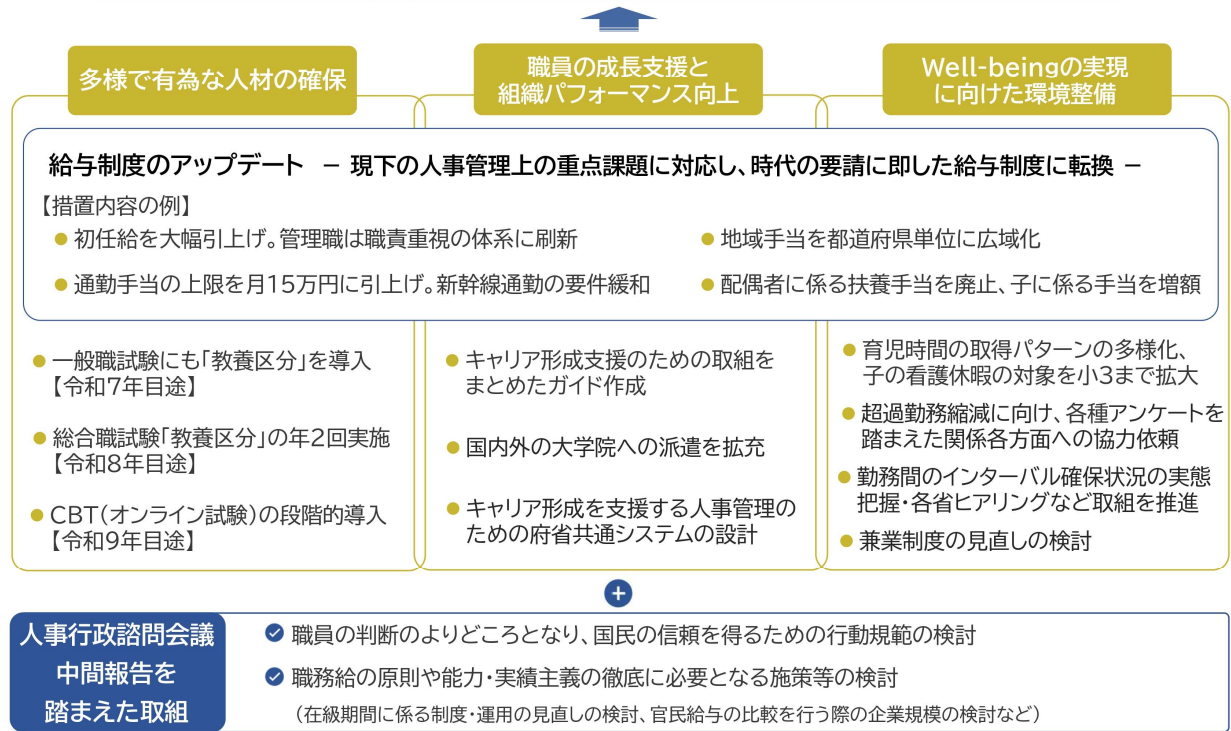 多様で有為な人材の確保
職員の成長支援と
組織パフォーマンス向上
Well-beingの実現
に向けた環境整備
給与制度のアップデート － 現下の人事管理上の重点課題に対応し、時代の要請に即した給与制度に転換 －
【措置内容の例】
● 初任給を大幅引上げ。管理職は職責重視の体系に刷新
● 地域手当を都道府県単位に広域化
● 通勤手当の上限を月15万円に引上げ。新幹線通勤の要件緩和
● 配偶者に係る扶養手当を廃止、子に係る手当を増額
● 一般職試験にも「教養区分」を導入
【令和7年目途】
● 総合職試験「教養区分」の年2回実施
【令和8年目途】
● CBT(オンライン試験)の段階的導入
【令和9年目途】
● キャリア形成支援のための取組を
まとめたガイド作成
● 国内外の大学院への派遣を拡充
● キャリア形成を支援する人事管理の
ための府省共通システムの設計
● 育児時間の取得パターンの多様化、
子の看護休暇の対象を小3まで拡大
● 超過勤務縮減に向け、各種アンケートを
踏まえた関係各方面への協力依頼
● 勤務間のインターバル確保状況の実態
把握・各省ヒアリングなど取組を推進
● 兼業制度の見直しの検討
+
人事行政諮問会議
中間報告を
踏まえた取組
職員の判断のよりどころとなり、国民の信頼を得るための行動規範の検討
職務給の原則や能力・実績主義の徹底に必要となる施策等の検討
(在級期間に係る制度・運用の見直しの検討、官民給与の比較を行う際の企業規模の検討など)